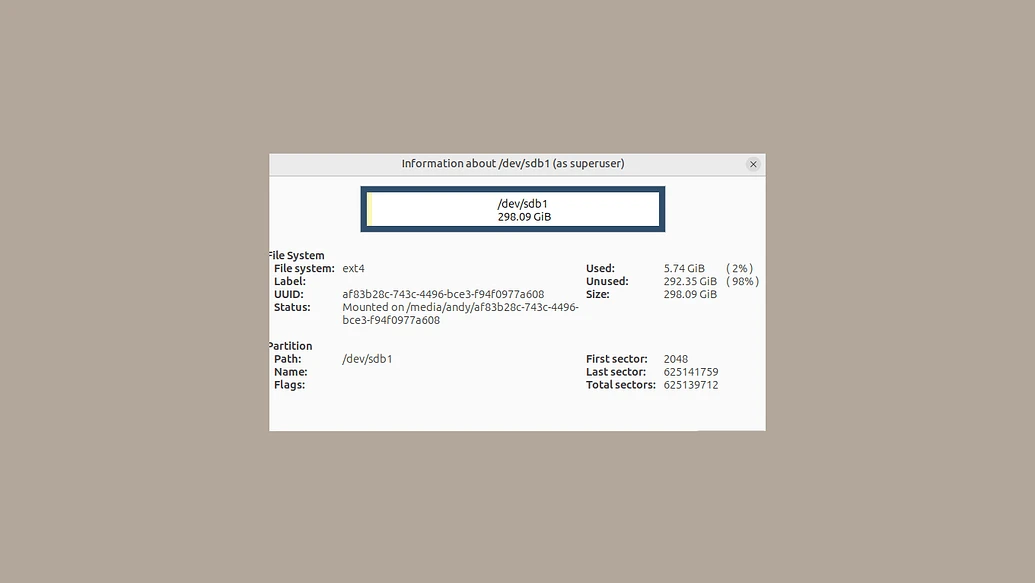 Information about /dev/sdb1 (as superuser)
/dev/sdb1
298.09 GiB
File System
File system: ext4 Used: 5.74 GiB ( 2% )
Label: Unused: 292.35 GiB ( 98% )
UUID: af83b28c-743c-4496-bce3-f94f0977a608 Size: 298.09 GiB
Status: Mounted on /media/andy/af83b28c-743c-4496-
bce3-f94f0977a608
Partition
Path: /dev/sdb1 First sector: 2048
Name: Last sector: 625141759
Flags: Total sectors: 625139712